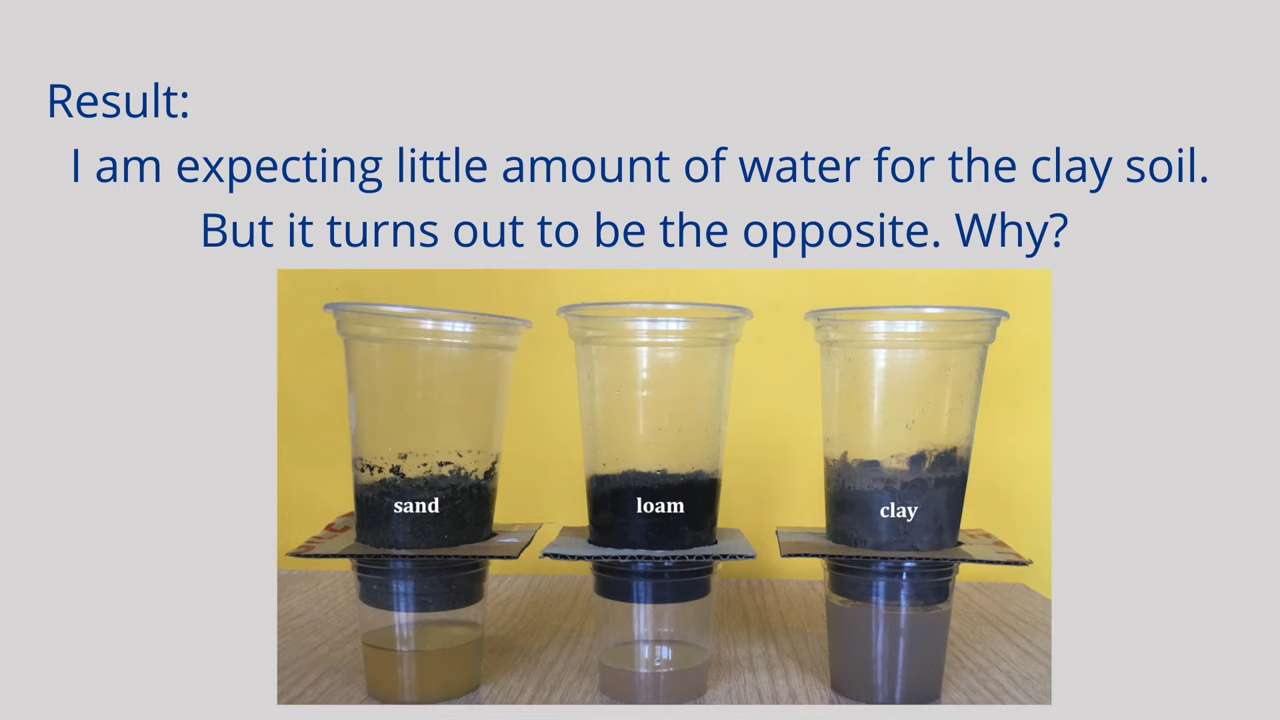 Result:
I am expecting little amount of water for the clay soil.
But it turns out to be the opposite. Why?
sand
loam
clay